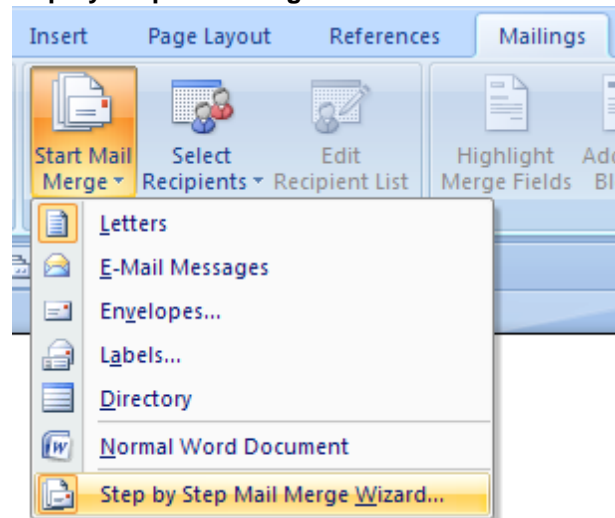 Insert Page Layout References Mailings
Start Mail Merge Select Recipients Edit Recipient List Highlight Merge Fields
Letters
E-Mail Messages
Envelopes...
Labels...
Directory
Normal Word Document
Step by Step Mail Merge Wizard...